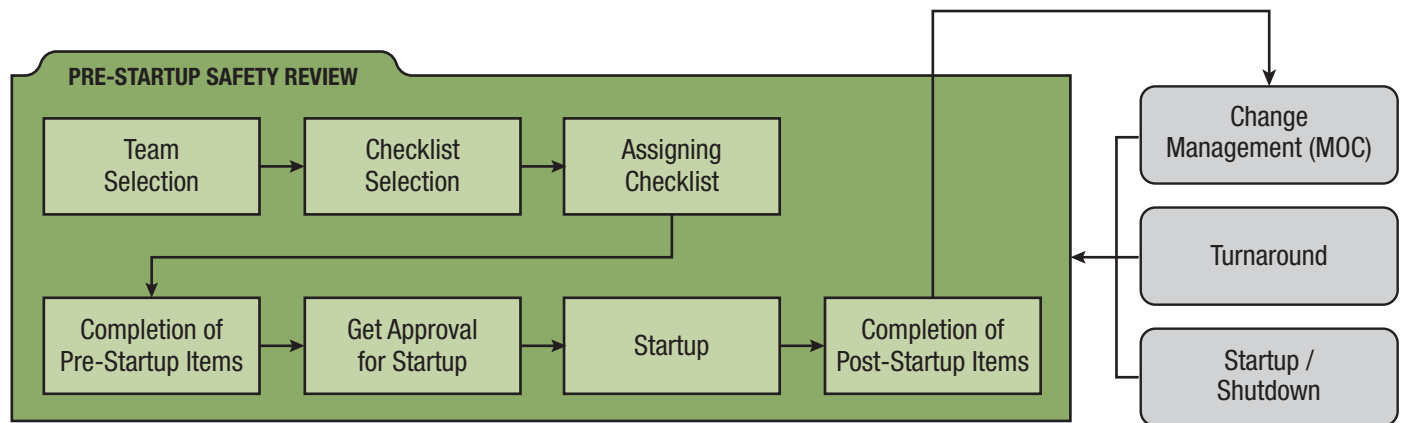 PRE-STARTUP SAFETY REVIEW
Team
Selection
Checklist
Selection
Assigning
Checklist
Completion of
Pre-Startup Items
Get Approval
for Startup
Startup
Completion of
Post-Startup Items
Change
Management (MOC)
Turnaround
Startup /
Shutdown